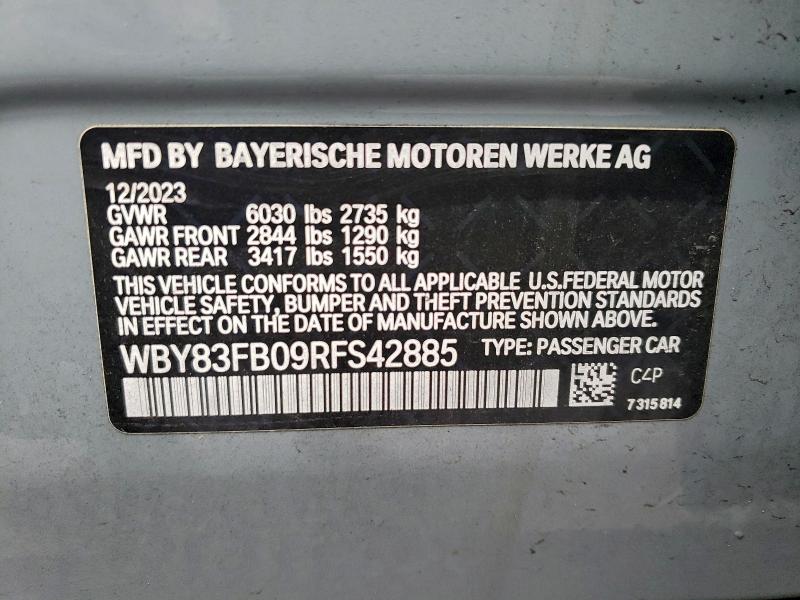 MFD BY BAYERISCHE MOTOREN WERKE AG
12/2023
GVWR 6030 lbs 2735 kg
GAWR FRONT 2844 lbs 1290 kg
GAWR REAR 3417 lbs 1550 kg
THIS VEHICLE CONFORMS TO ALL APPLICABLE U.S.FEDERAL MOTOR
VEHICLE SAFETY, BUMPER AND THEFT PREVENTION STANDARDS
IN EFFECT ON THE DATE OF MANUFACTURE SHOWN ABOVE.
WBY83FB09RFS42885 TYPE: PASSENGER CAR
C4P
7315814